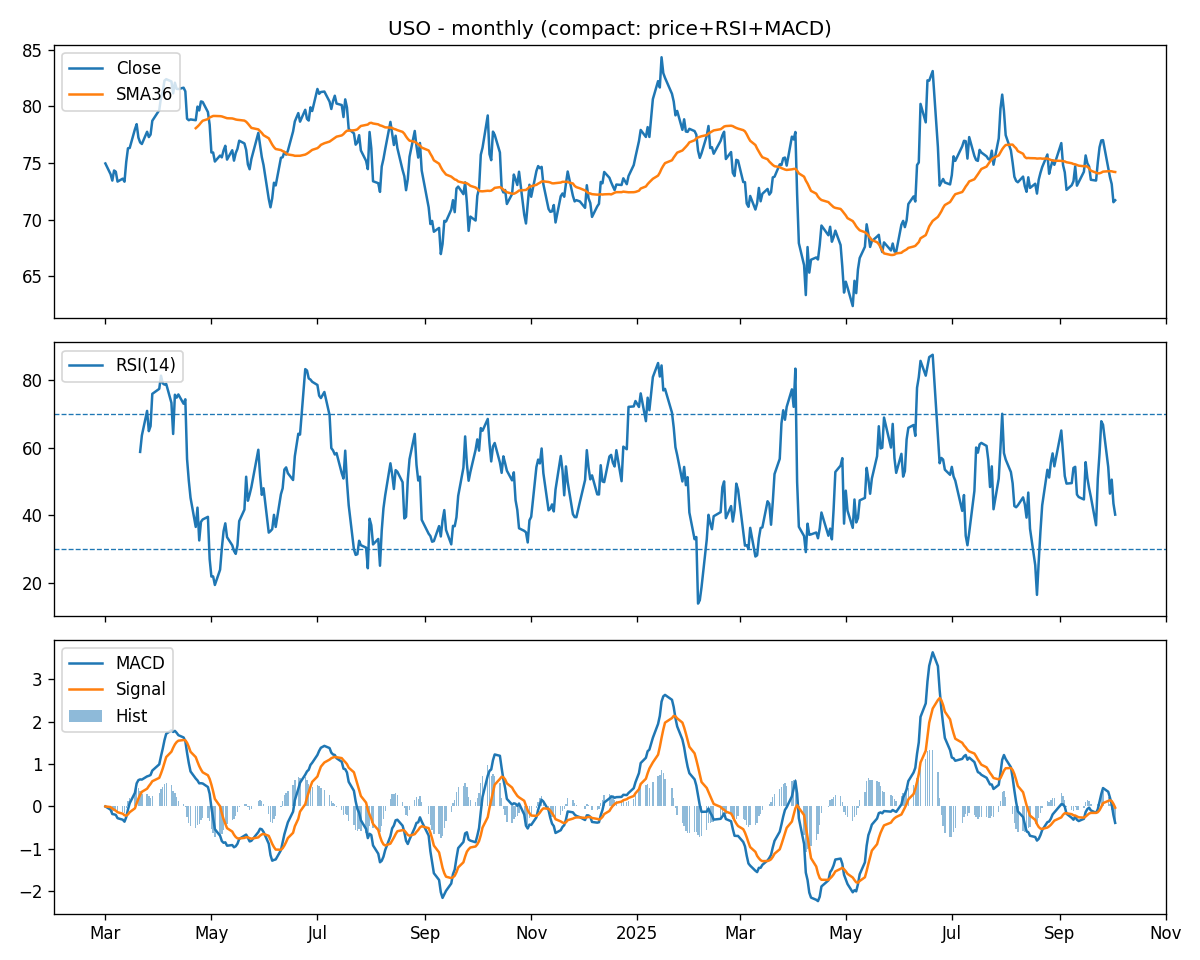 USO - monthly (compact: price+RSI+MACD)
85
80
75
70
65
Close
SMA36
80
60
40
20
RSI(14)
3
2
1
0
−1
−2
MACD
Signal
Hist
Mar May Jul Sep Nov 2025 Mar May Jul Sep Nov